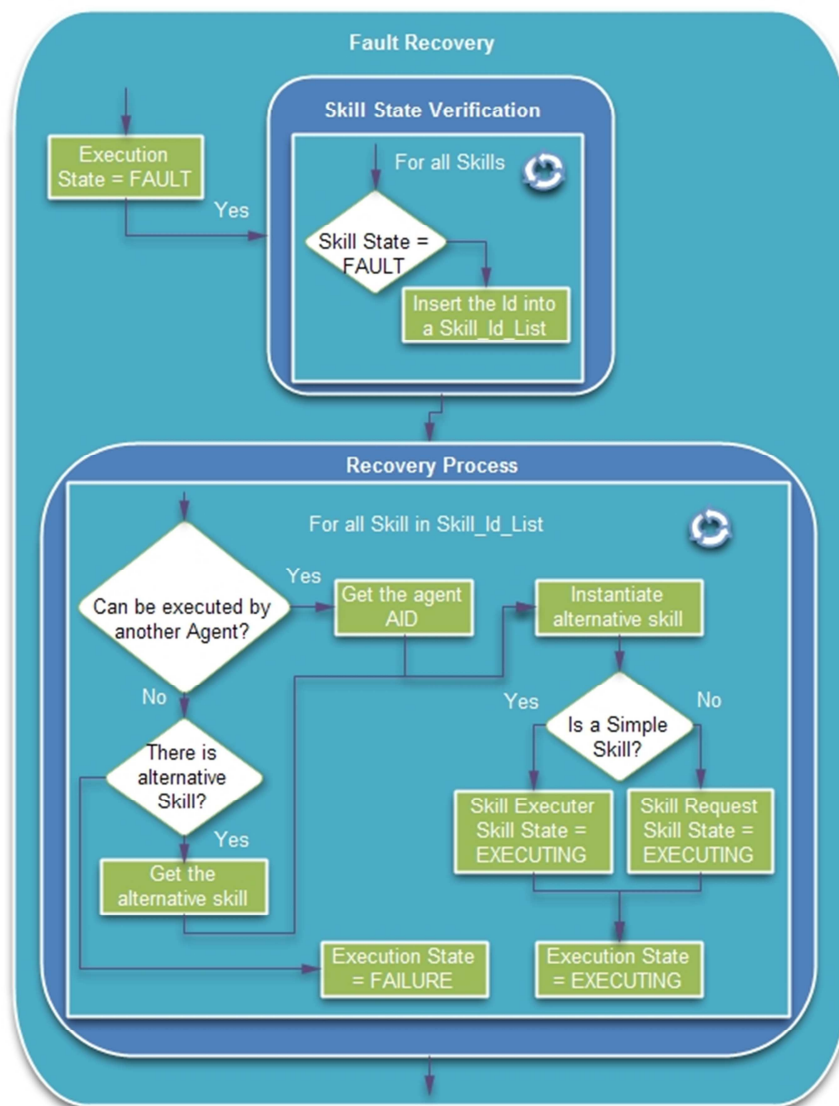 Fault Recovery
Skill State Verification
Execution
State = FAULT
Yes
For all Skills
Skill State =
FAULT
Insert the Id into
a Skill_Id_List
Recovery Process
For all Skill in Skill_Id_List
Can be executed by
another Agent?
Yes
Get the agent
AID
Instantiate
alternative skill
No
There is
alternative
Skill?
Yes
Get the
alternative skill
Is a Simple
Skill?
Yes
No
Skill Executer
Skill State =
EXECUTING
Skill Request
Skill State =
EXECUTING
Execution State
= FAILURE
Execution State
= EXECUTING